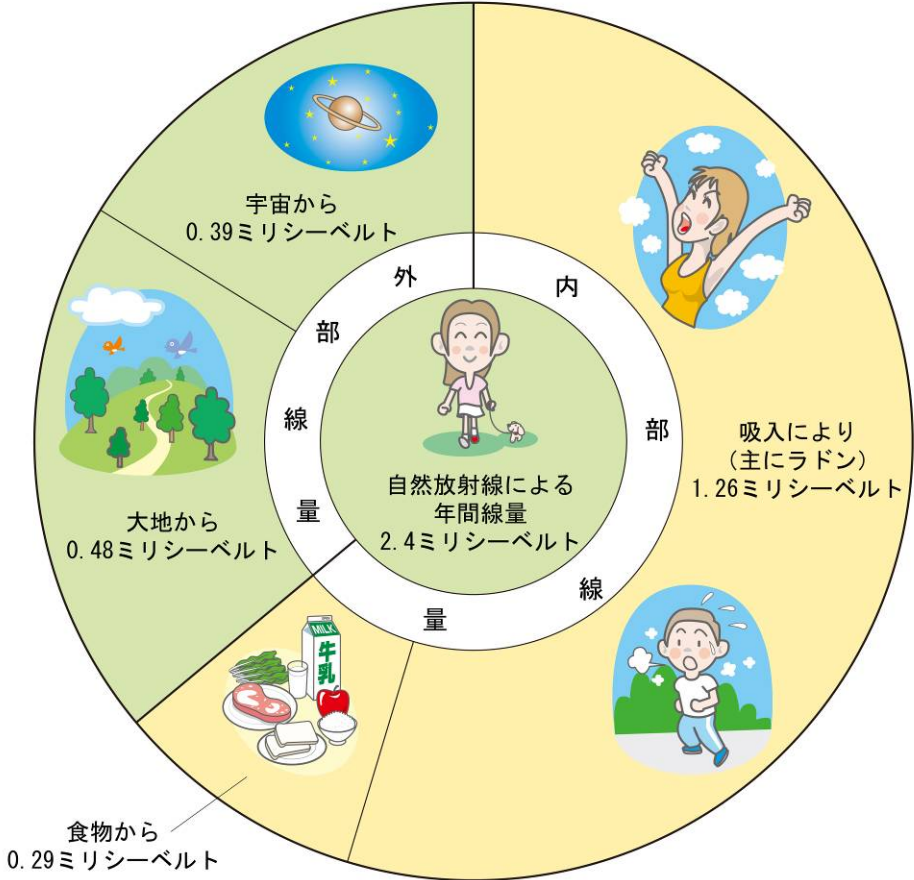 宇宙から
0.39ミリシーベルト
大地から
0.48ミリシーベルト
外部線量
内部線量
自然放射線による
年間線量
2.4ミリシーベルト
吸入により
(主にラドン)
1.26ミリシーベルト
MILK
牛乳
食物から
0.29ミリシーベルト